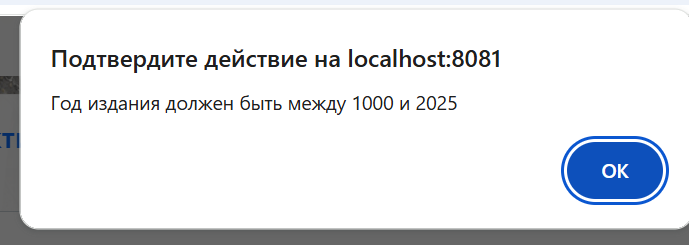 Подтвердите действие на localhost:8081
Год издания должен быть между 1000 и 2025
OK